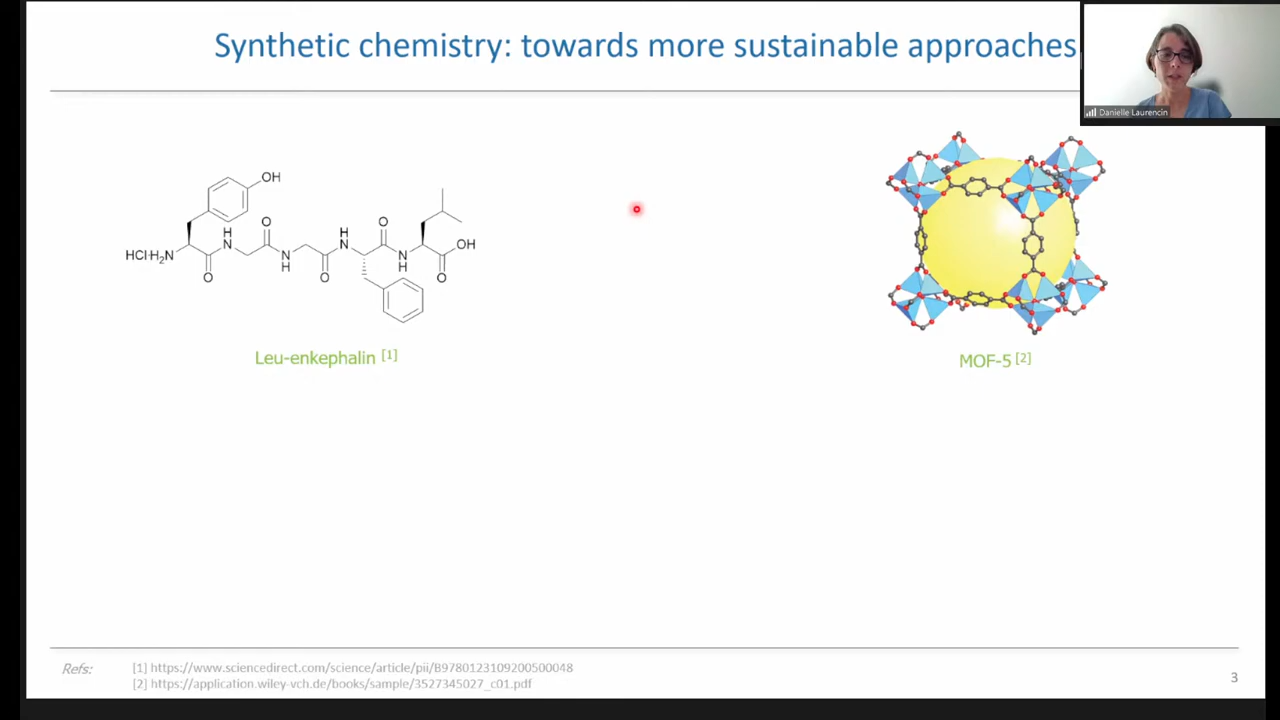 Synthetic chemistry: towards more sustainable approaches
Danielle Laurencin
OH
O
H
N
O
H
N
O
OH
HCl·H₂N
O
N
H
O
N
H
O
Leu-enkephalin [1]
MOF-5 [2]
Refs:
[1] https://www.sciencedirect.com/science/article/pii/B9780123109200500048
[2] https://application.wiley-vch.de/books/sample/3527345027_c01.pdf
3